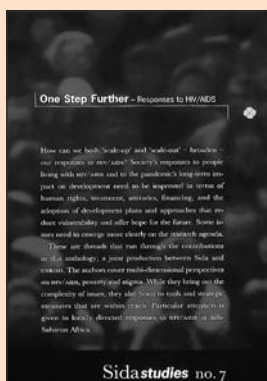 One Step Further – Responses to HIV/AIDS
How can we both 'scale-up' and 'scale-out' – broaden –
our responses to HIV/AIDS? Society's responses to people
living with HIV/AIDS and to the pandemic's long-term im-
pact on development need to be improved in terms of
human rights, treatment, attitudes, financing, and the
adoption of development plans and approaches that re-
duce vulnerability and offer hope for the future. Some is-
sues need to emerge more clearly on the research agenda.
These are threads that run through the contributions
in this anthology; a joint production between Sida and
The authors cover multi-dimensional perspectives
on HIV/AIDS, poverty and stigma. While they bring out the
complexity of issues, they also point to tools and strategic
measures that are within reach. Particular attention is
given to locally directed responses to HIV/AIDS in sub-
Saharan Africa.
Sidastudies no. 7